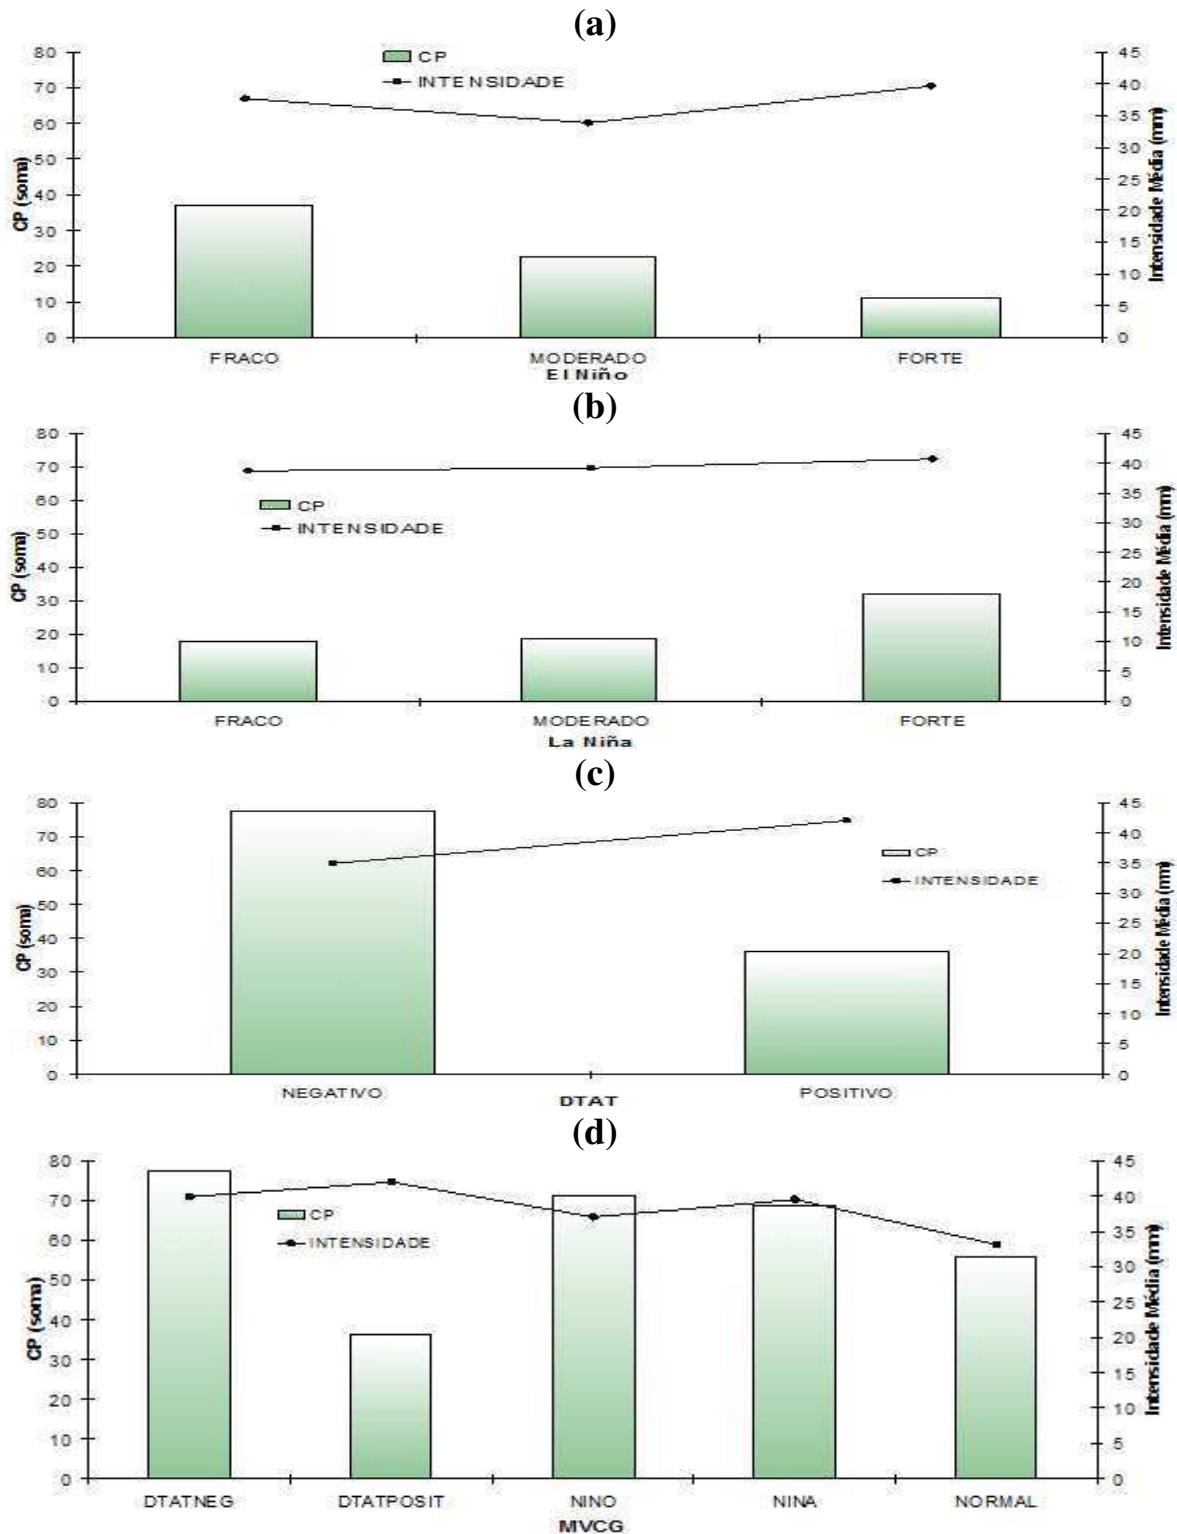 (a)
CP
INTENSIDADE
80
70
60
50
40
30
20
10
0
CP (soma)
45
40
35
30
25
20
15
10
5
0
Intensidade Média (mm)
FRACO MODERADO FORTE
El Niño
(b)
CP
INTENSIDADE
80
70
60
50
40
30
20
10
0
CP (soma)
45
40
35
30
25
20
15
10
5
0
Intensidade Média (mm)
FRACO MODERADO FORTE
La Niña
(c)
CP
INTENSIDADE
80
70
60
50
40
30
20
10
0
CP (soma)
45
40
35
30
25
20
15
10
5
0
Intensidade Média (mm)
NEGATIVO POSITIVO
DTAT
(d)
CP
INTENSIDADE
80
70
60
50
40
30
20
10
0
CP (soma)
45
40
35
30
25
20
15
10
5
0
Intensidade Média (mm)
DTATNEG DTATPOSIT NINO NINA NORMAL
MVCG